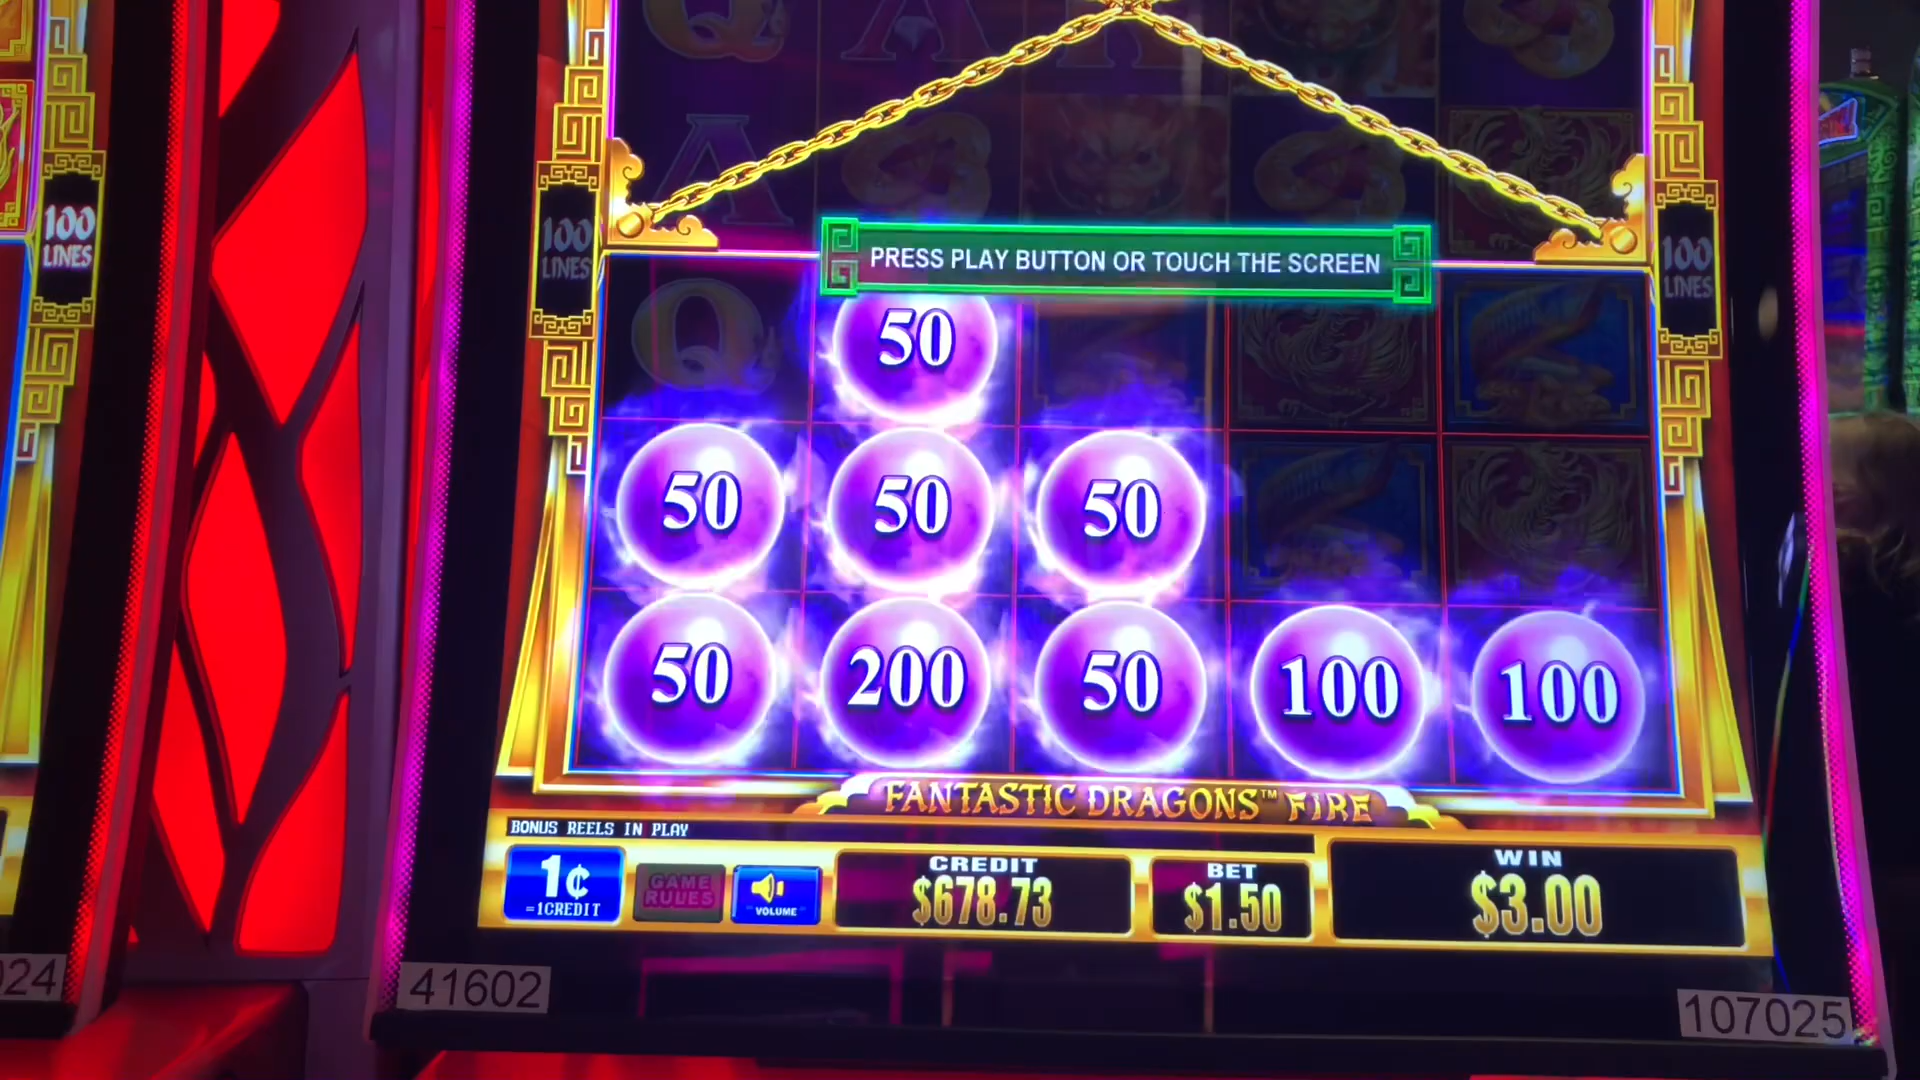 Q A
A
100
LINES
100
LINES
100
LINES
PRESS PLAY BUTTON OR TOUCH THE SCREEN
Q
50
50 50 50
50 200 50 100 100
FANTASTIC DRAGONS™ FIRE
BONUS REELS IN PLAY
1¢
=1CREDIT
GAME
RULES
VOLUME
CREDIT
$678.73
BET
$1.50
WIN
$3.00
41602
107025